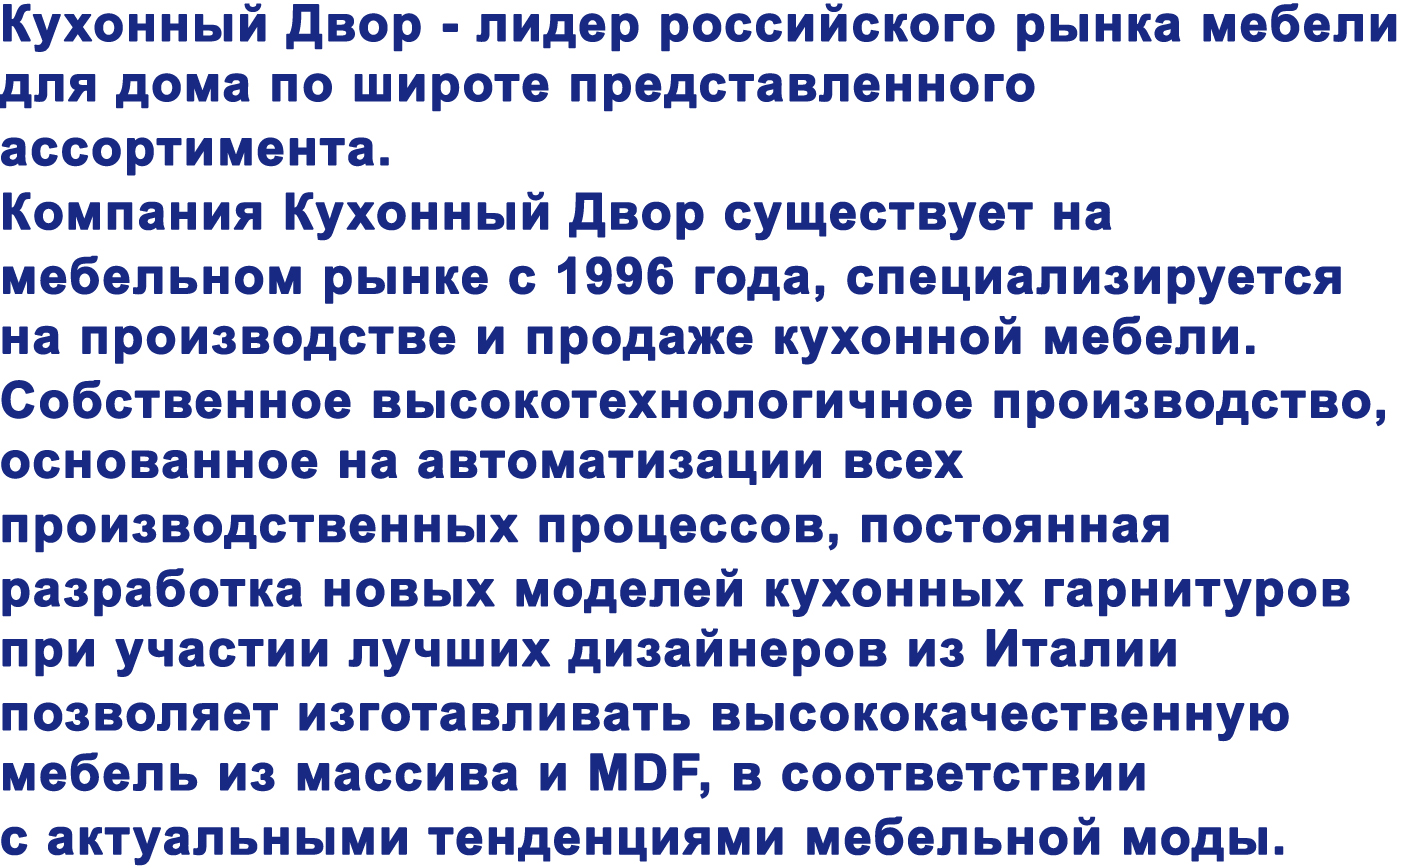 Кухонный Двор - лидер российского рынка мебели
для дома по широте представленного
ассортимента.
Компания Кухонный Двор существует на
мебельном рынке с 1996 года, специализируется
на производстве и продаже кухонной мебели.
Собственное высокотехнологичное производство,
основанное на автоматизации всех
производственных процессов, постоянная
разработка новых моделей кухонных гарнитуров
при участии лучших дизайнеров из Италии
позволяет изготавливать высококачественную
мебель из массива и MDF, в соответствии
с актуальными тенденциями мебельной моды.